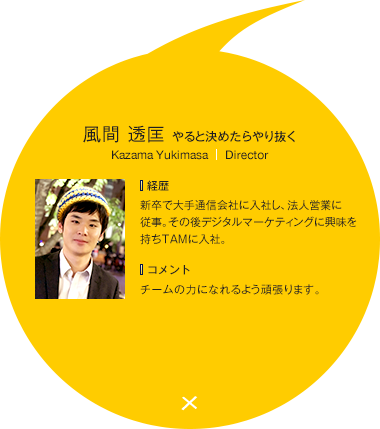 風間 透匡 やると決めたらやり抜く
Kazama Yukimasa | Director
経歴
新卒で大手通信会社に入社し、法人営業に
従事。その後デジタルマーケティングに興味を
持ちTAMに入社。
コメント
チームの力になれるよう頑張ります。